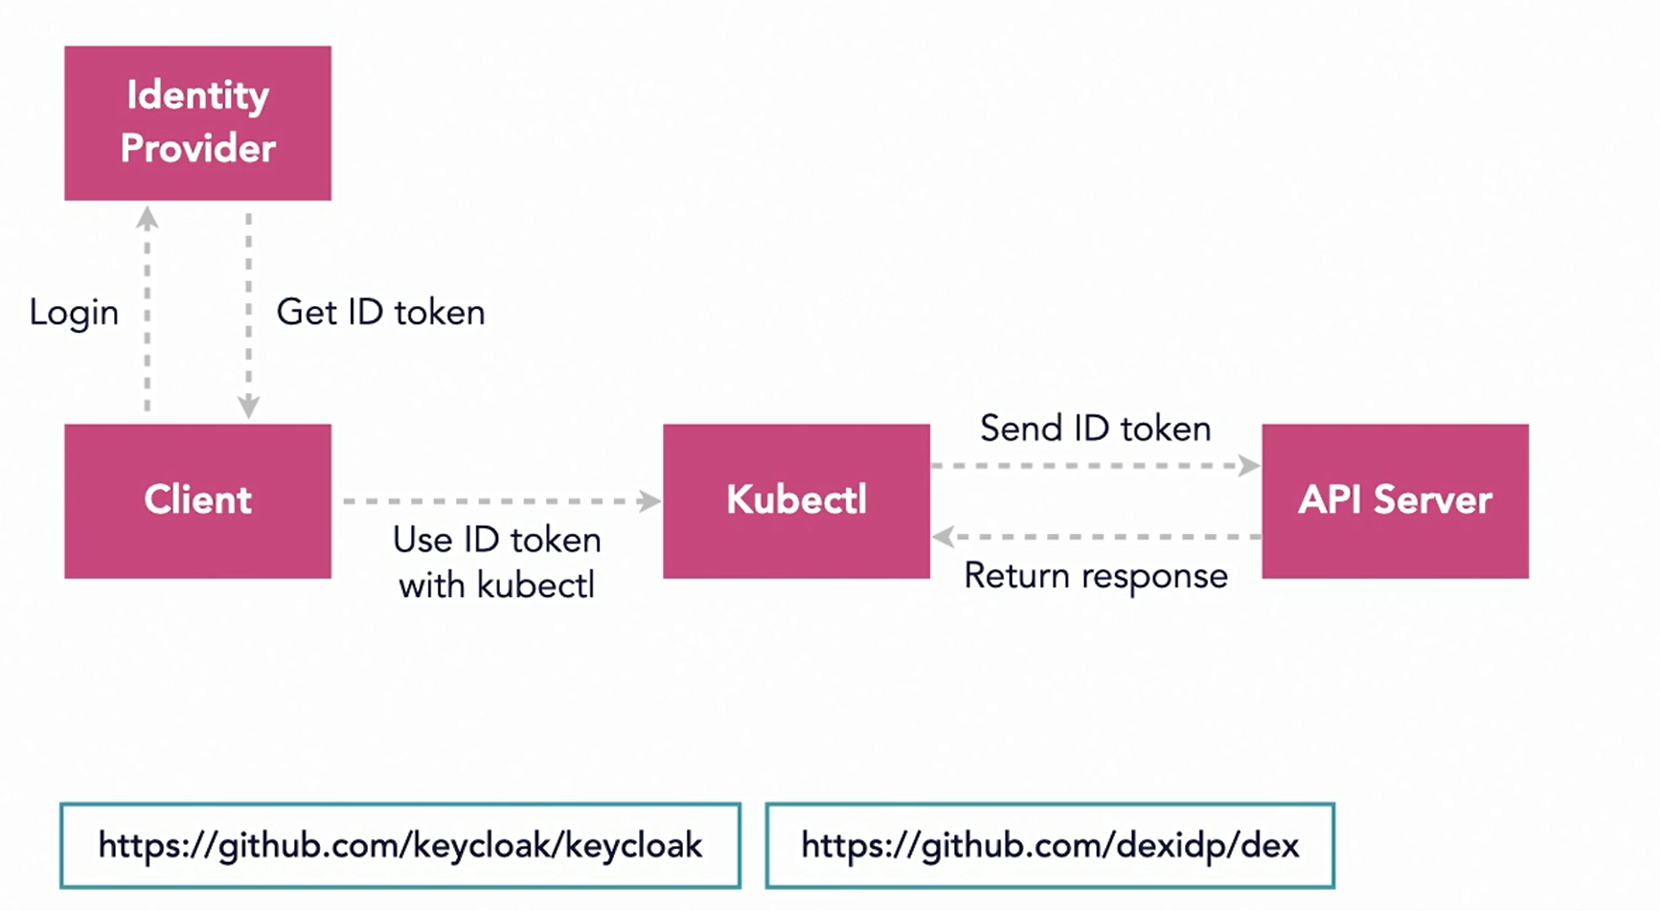 Identity
Provider
Login
Get ID token
Client
Use ID token
with kubectl
Kubectl
Send ID token
Return response
API Server
https://github.com/keycloak/keycloak
https://github.com/dexidp/dex